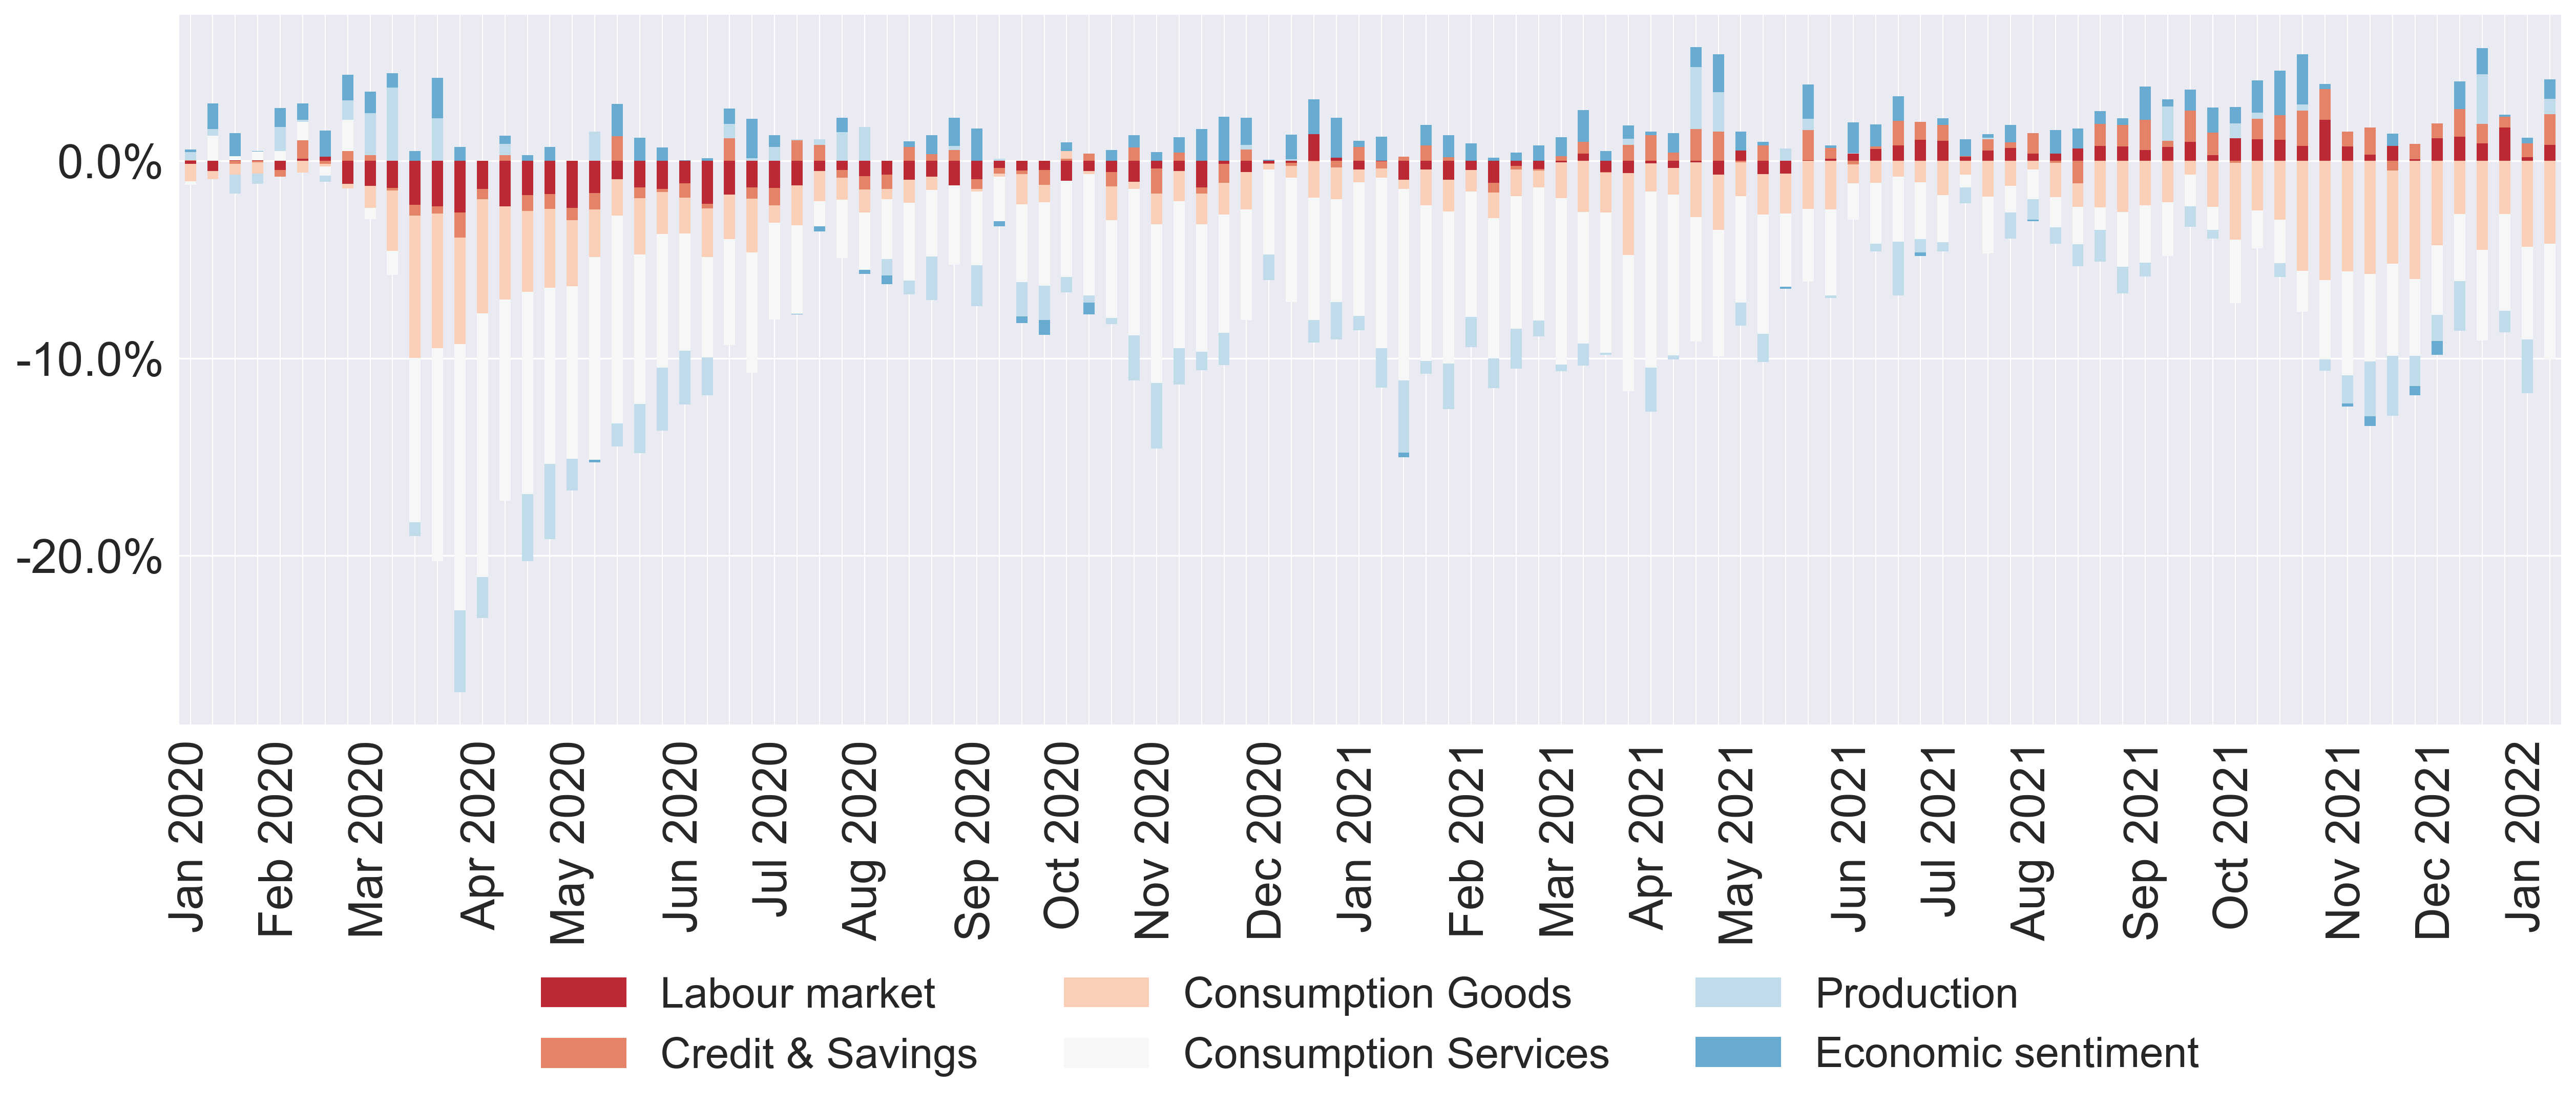 0.0%
-10.0%
-20.0%
Jan 2020
Feb 2020
Mar 2020
Apr 2020
May 2020
Jun 2020
Jul 2020
Aug 2020
Sep 2020
Oct 2020
Nov 2020
Dec 2020
Jan 2021
Feb 2021
Mar 2021
Apr 2021
May 2021
Jun 2021
Jul 2021
Aug 2021
Sep 2021
Oct 2021
Nov 2021
Dec 2021
Jan 2022
Labour market
Credit & Savings
Consumption Goods
Consumption Services
Production
Economic sentiment